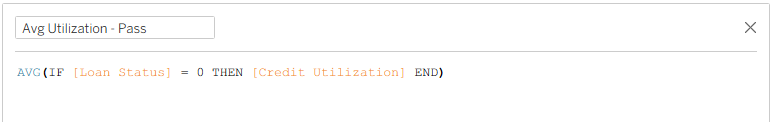 Avg Utilization - Pass
AVG(IF [Loan Status] = 0 THEN [Credit Utilization] END)